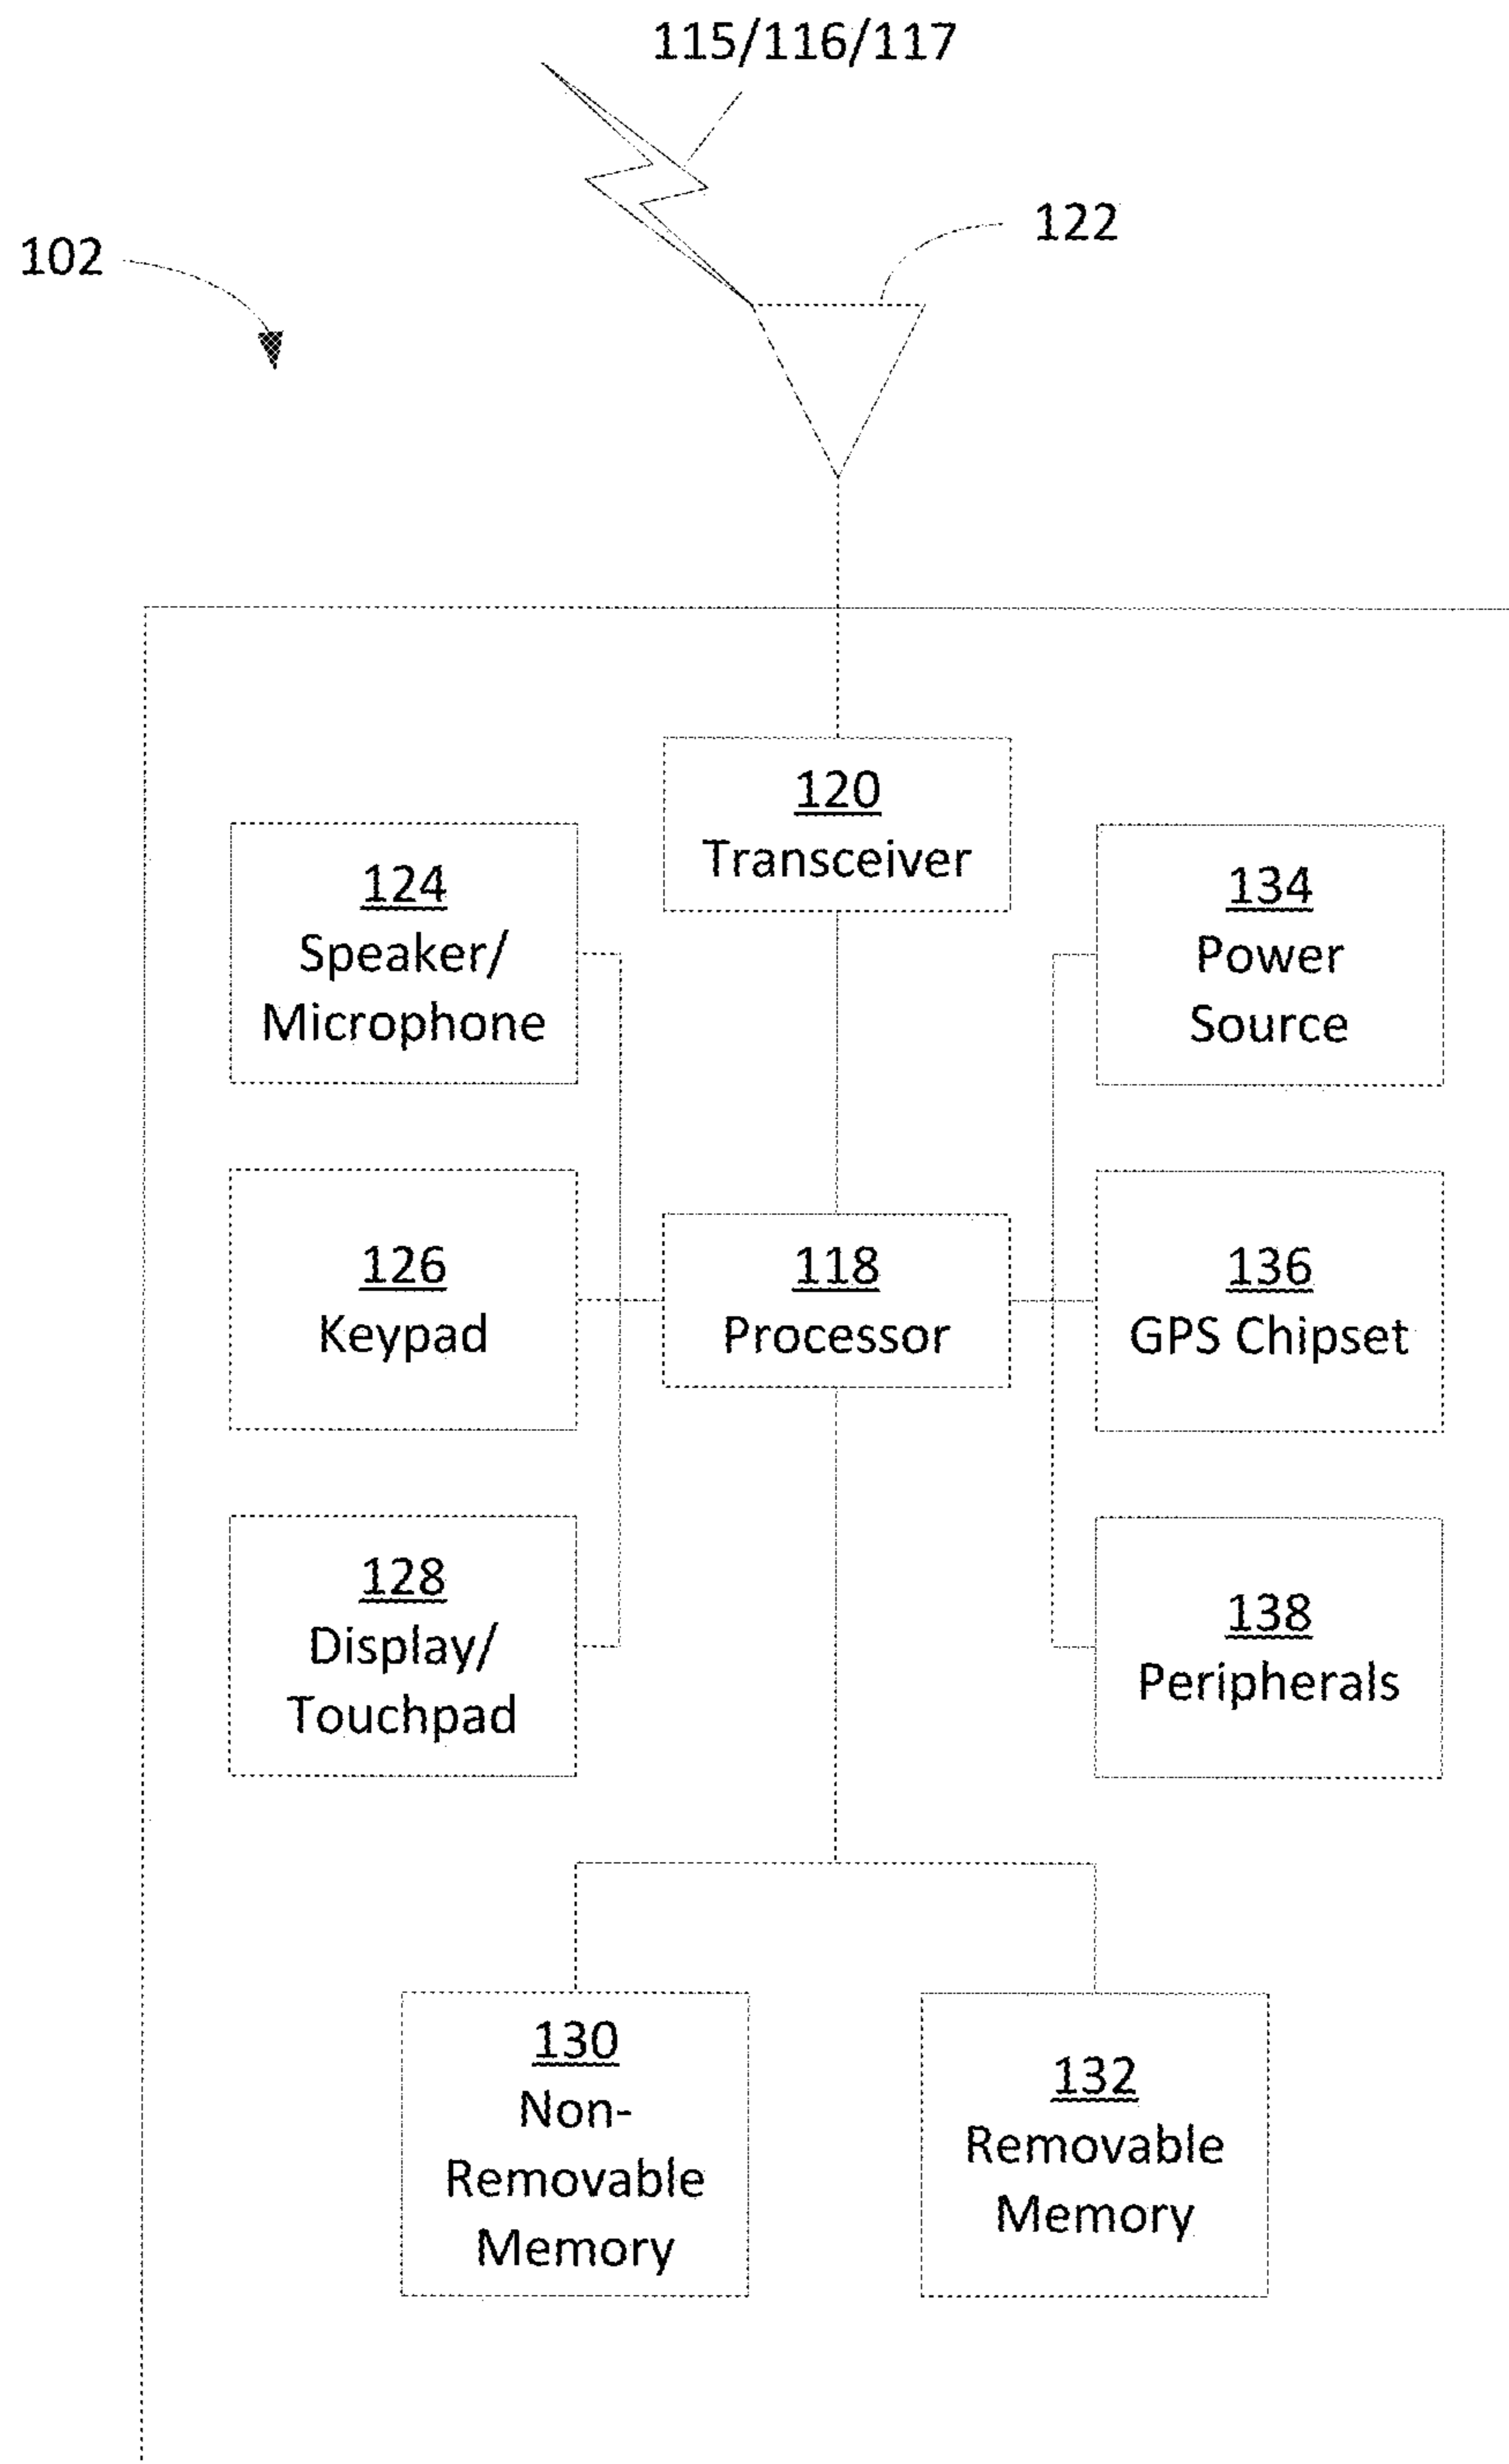 115/116/117
122
102
120
Transceiver
124
Speaker/
Microphone
134
Power
Source
126
Keypad
118
Processor
136
GPS Chipset
128
Display/
Touchpad
138
Peripherals
130
Non-
Removable
Memory
132
Removable
Memory